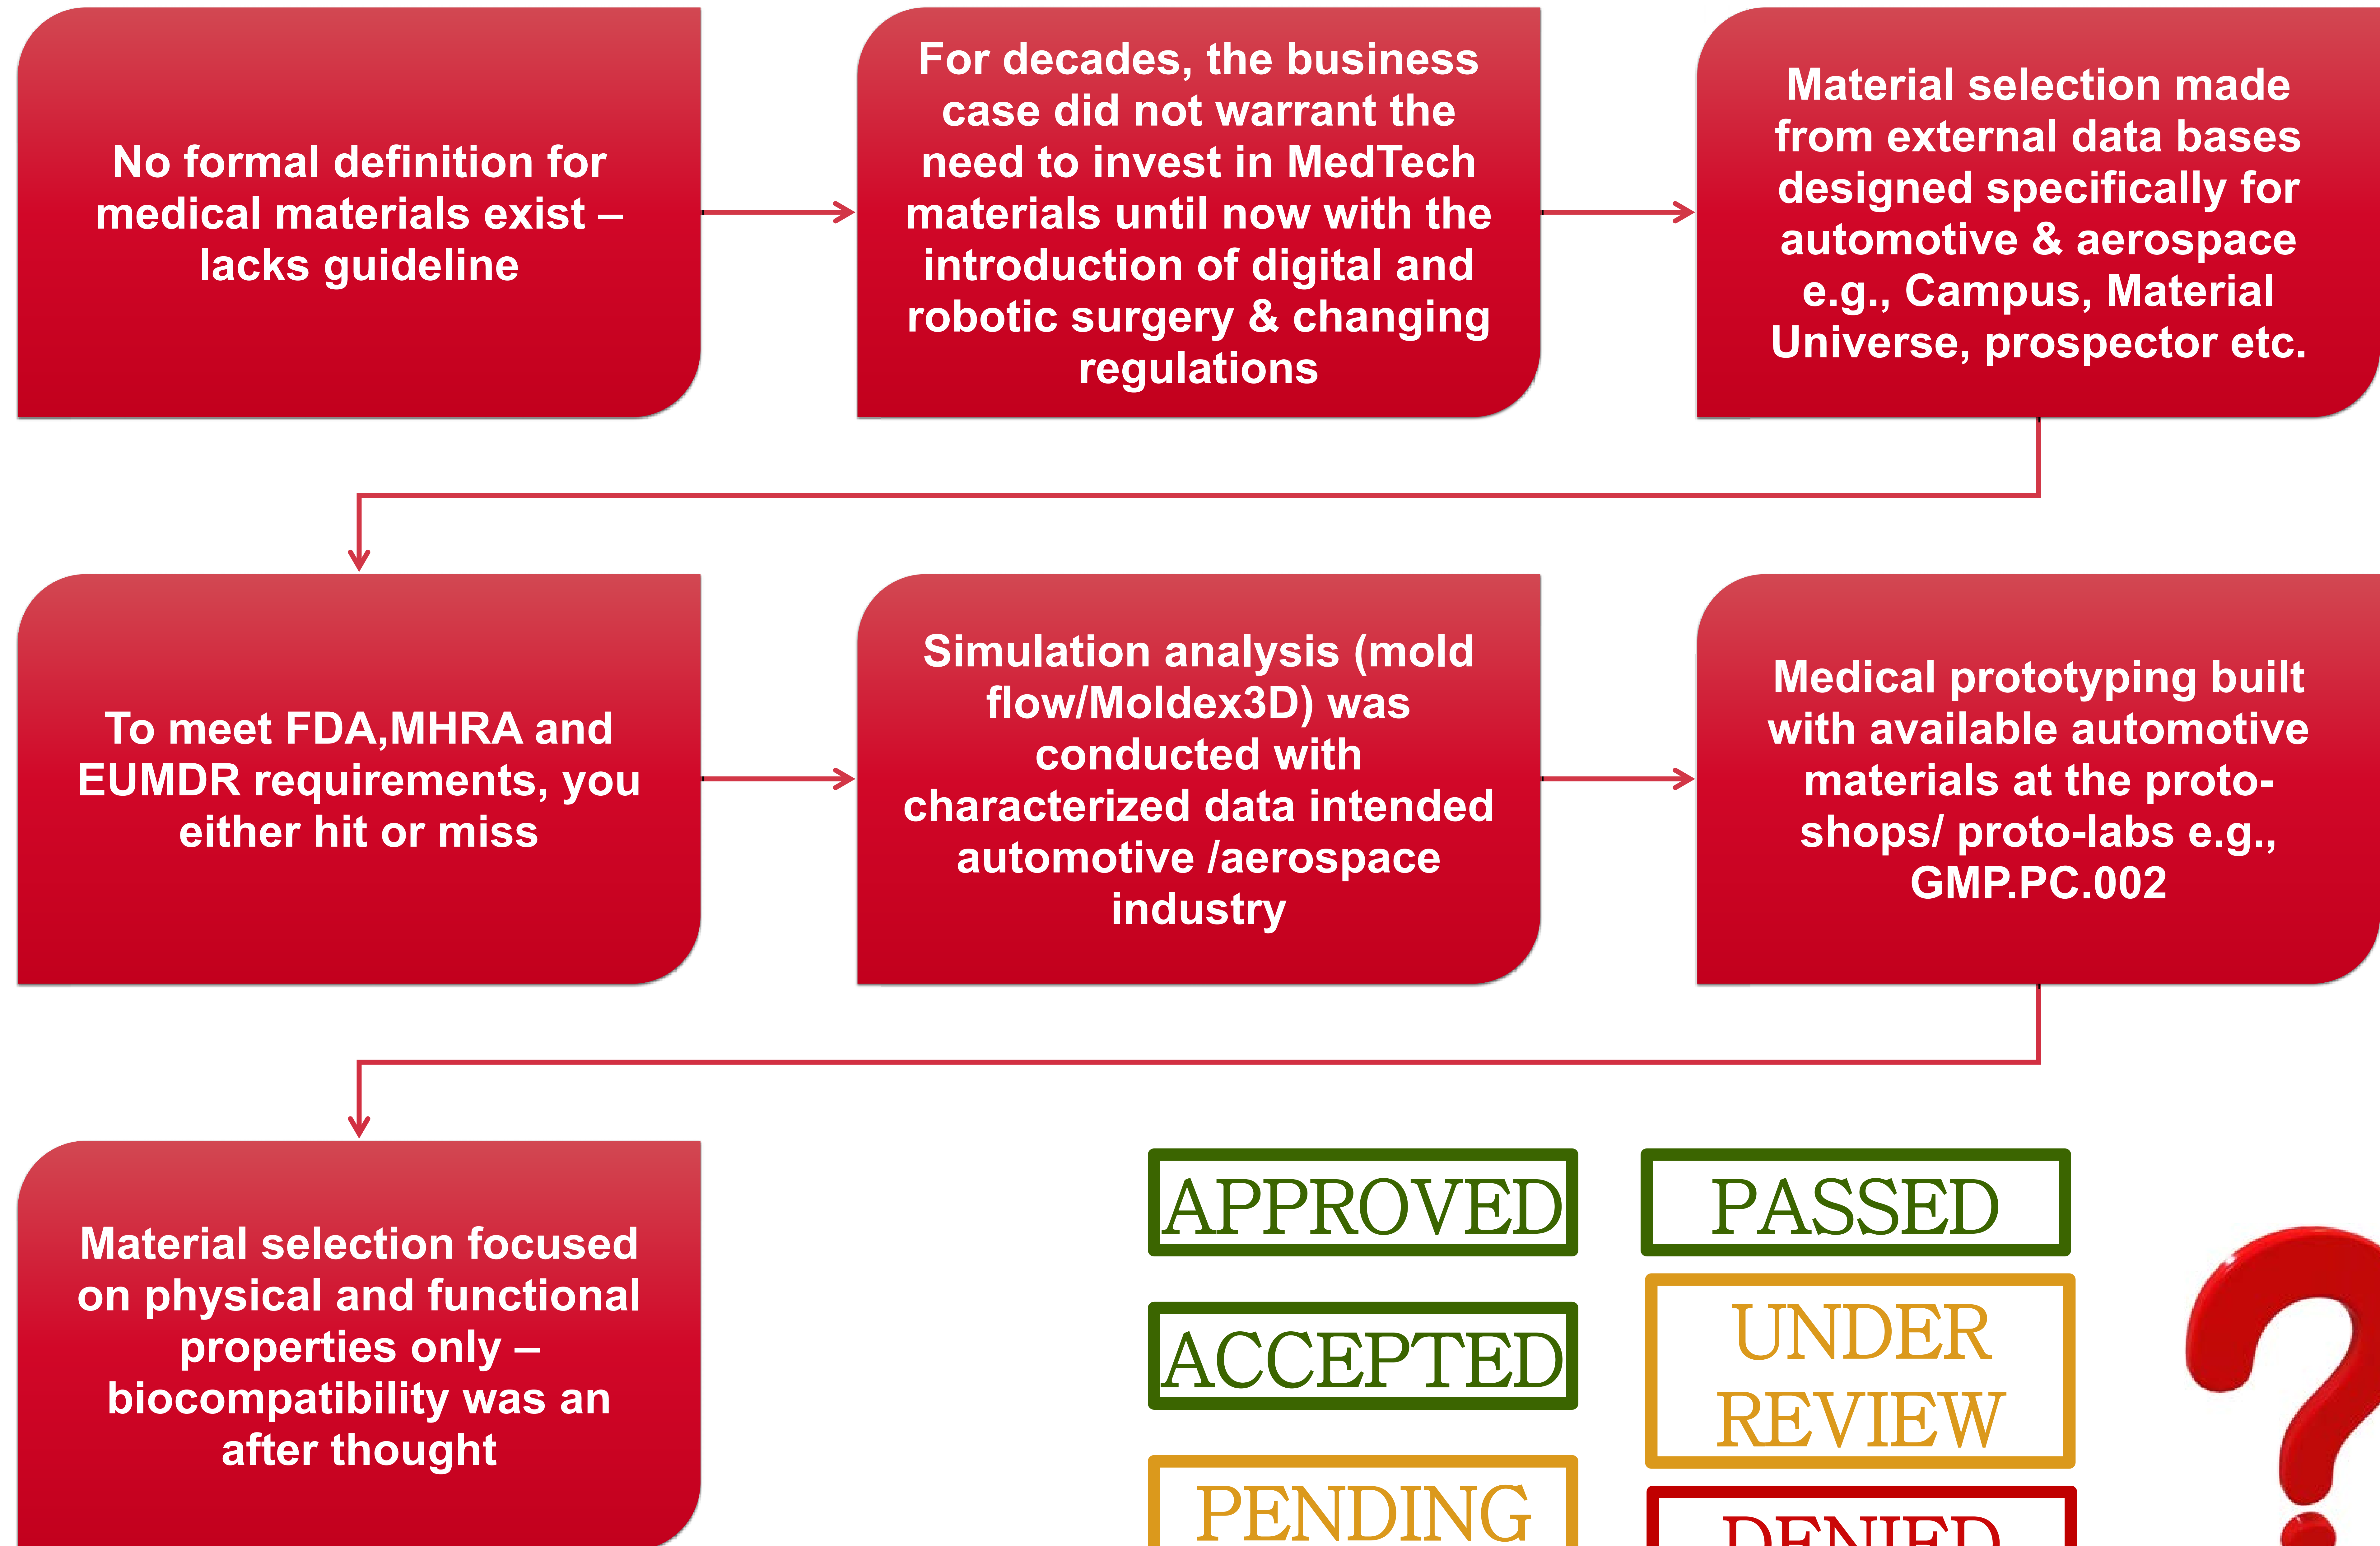 No formal definition for
medical materials exist –
lacks guideline
For decades, the business
case did not warrant the
need to invest in MedTech
materials until now with the
introduction of digital and
robotic surgery & changing
regulations
Material selection made
from external data bases
designed specifically for
automotive & aerospace
e.g., Campus, Material
Universe, prospector etc.
To meet FDA,MHRA and
EUMDR requirements, you
either hit or miss
Simulation analysis (mold
flow/Moldex3D) was
conducted with
characterized data intended
automotive /aerospace
industry
Medical prototyping built
with available automotive
materials at the proto-
shops/ proto-labs e.g.,
GMP.PC.002
Material selection focused
on physical and functional
properties only –
biocompatibility was an
after thought
APPROVED
PASSED
ACCEPTED
UNDER
REVIEW
PENDING
DENIED
?